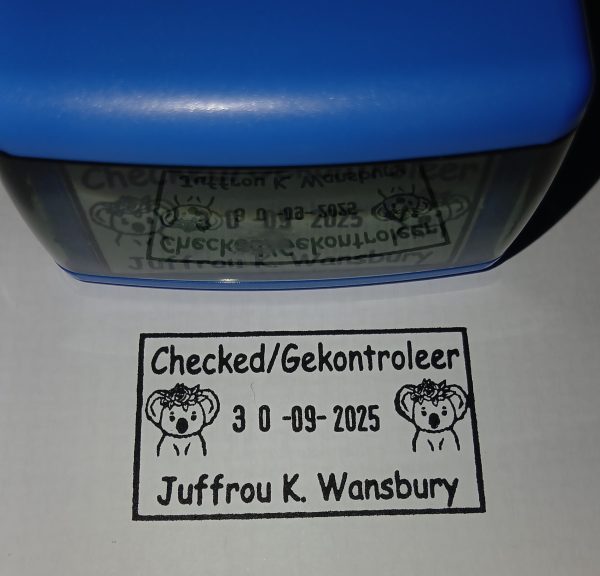 Checked/Gekontroleer
3 0 -09- 2025
Juffrou K. Wansbury